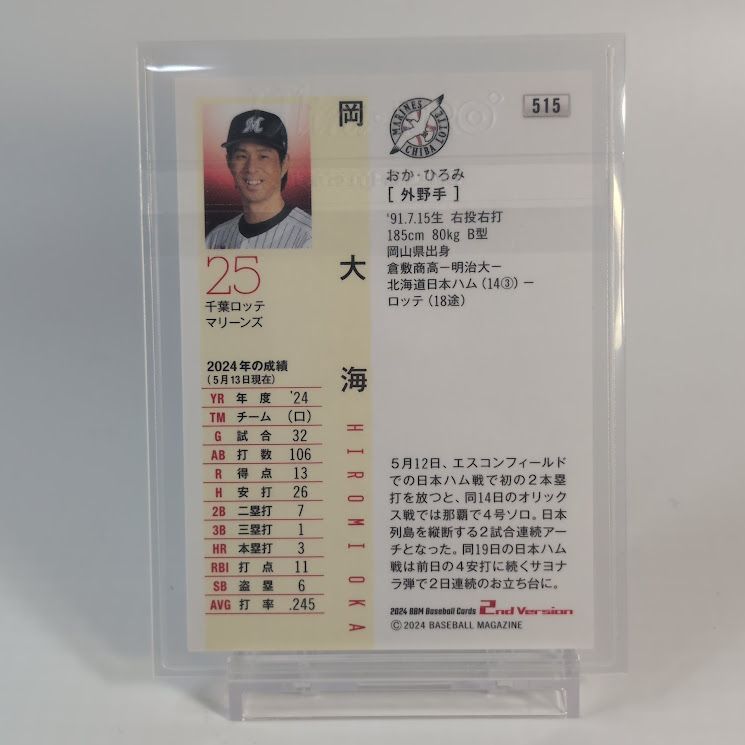 515
M
MARINES
CHIBA LOTTE
岡大海
HIROMI OKA
おか・ひろみ
[ 外野手 ]
'91.7.15生 右投右打
185cm 80kg B型
岡山県出身
倉敷商高－明治大－
北海道日本ハム（14③）－
ロッテ（18途）
25
千葉ロッテ
マリーンズ
2024年の成績
（5月13日現在）
YR 年度 '24
TM チーム （ロ）
G 試合 32
AB 打数 106
R 得点 13
H 安打 26
2B 二塁打 7
3B 三塁打 1
HR 本塁打 3
RBI 打点 11
SB 盗塁 6
AVG 打率 .245
5月12日、エスコンフィールド
での日本ハム戦で初の2本塁
打を放つと、同14日のオリック
ス戦では那覇で4号ソロ。日本
列島を縦断する2試合連続アー
チとなった。同19日の日本ハム
戦は前日の4安打に続くサヨナ
ラ弾で2日連続のお立ち台に。
2024 BBM Baseball Cards 2nd Version
©2024 BASEBALL MAGAZINE